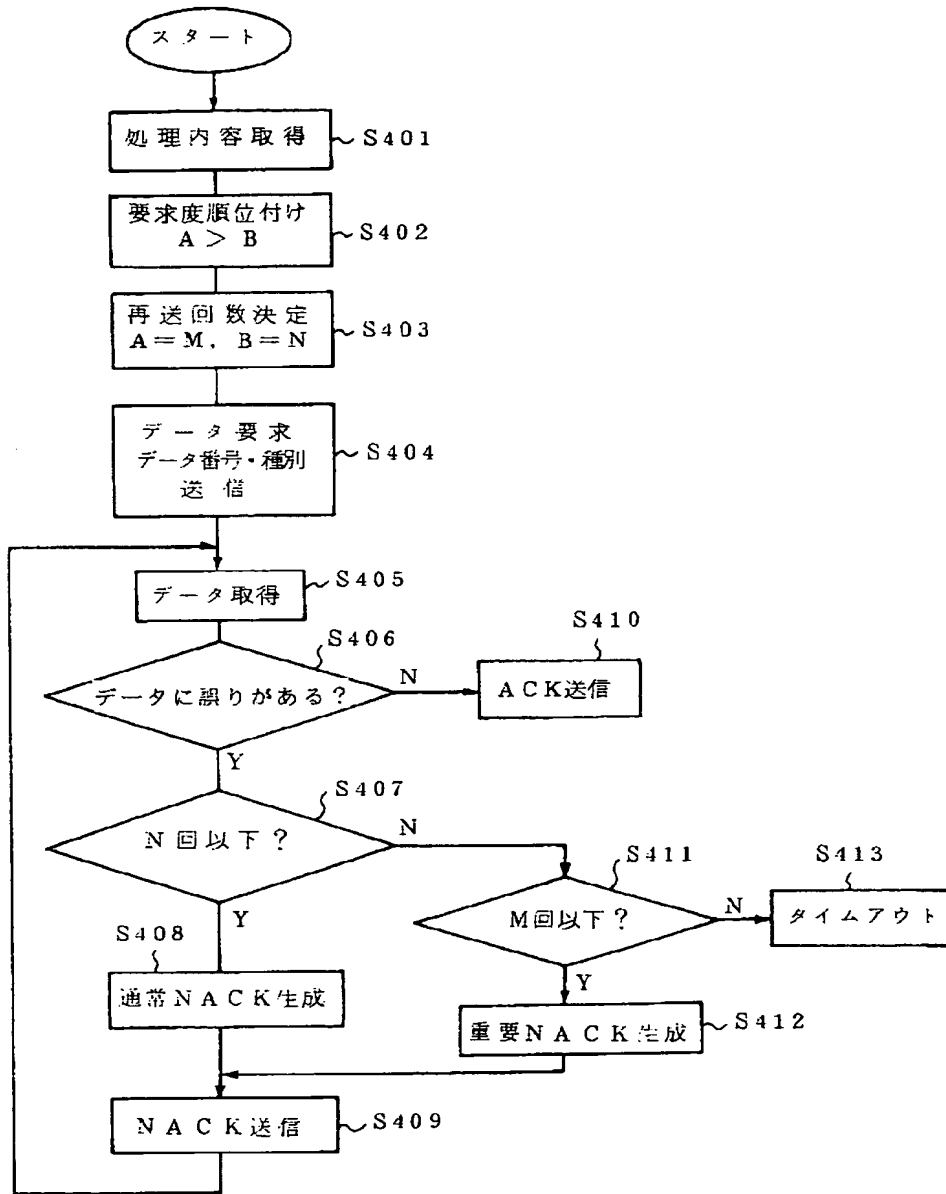 スタート
処理内容取得
S401
要求度順位付け
A > B
S402
再送回数決定
A=M, B=N
S403
データ要求
データ番号・種別
送信
S404
データ取得
S405
S406
データに誤りがある?
N
Y
S410
ACK送信
S407
N回以下?
N
Y
S411
M回以下?
N
Y
S413
タイムアウト
S408
通常NACK生成
重要NACK生成
S412
NACK送信
S409